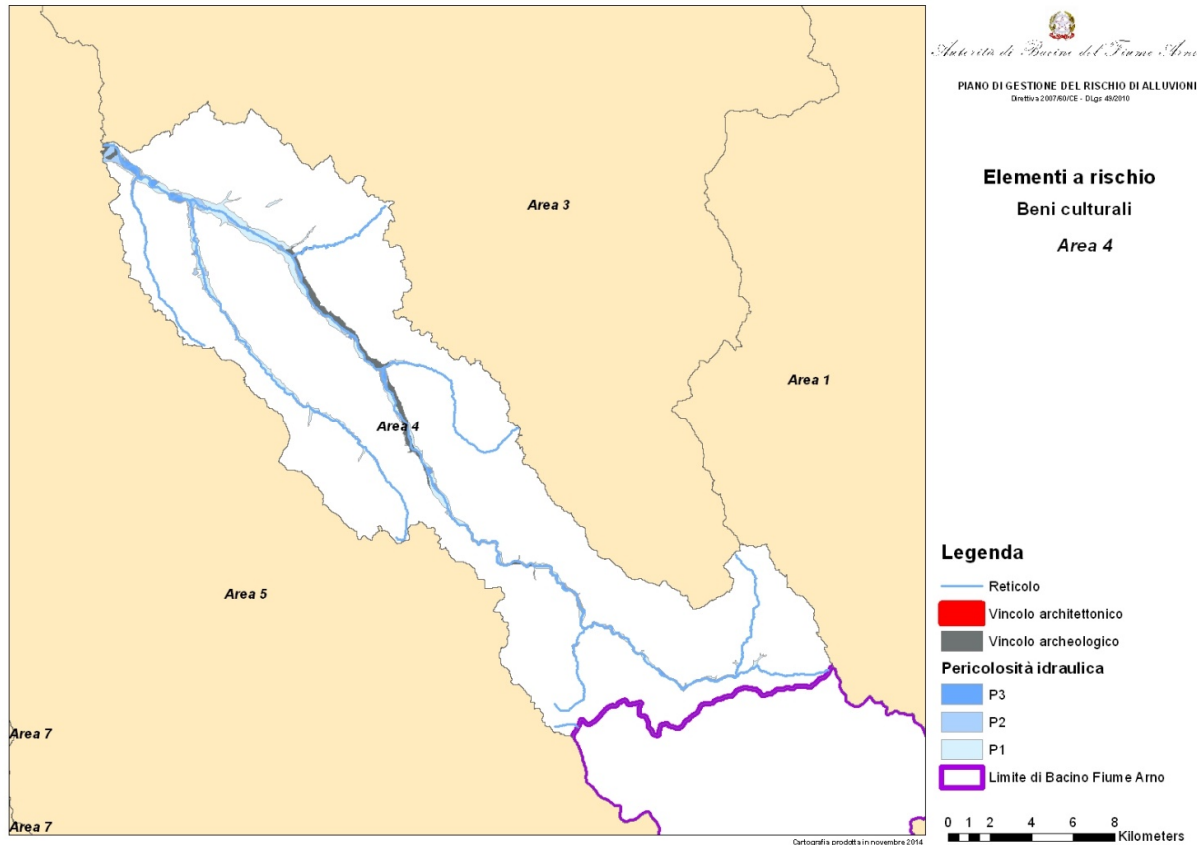 Autorità di Bacino del Fiume Arno
PIANO DI GESTIONE DEL RISCHIO DI ALLUVIONI
Direttiva 2007/60/CE - DLgs 49/2010
Elementi a rischio
Beni culturali
Area 4
Area 3
Area 1
Area 4
Area 5
Area 7
Area 7
Legenda
Reticolo
Vincolo architettonico
Vincolo archeologico
Pericolosità idraulica
P3
P2
P1
Limite di Bacino Fiume Arno
0 1 2 4 6 8
Kilometers
Cartografia prodotta in novembre 2014